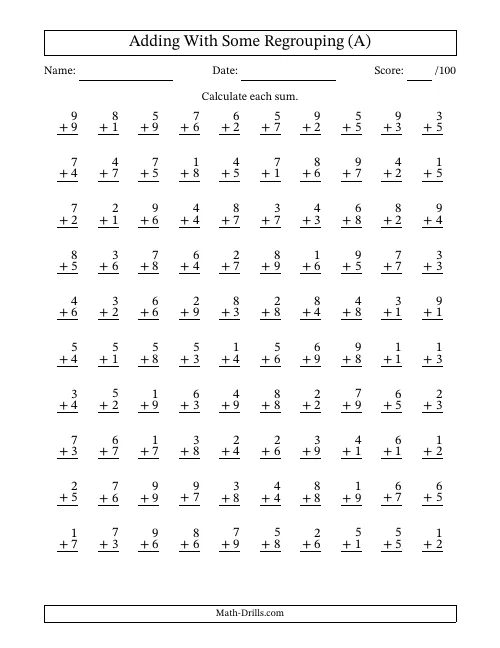 Adding With Some Regrouping (A)
Name: Date: Score: /100
Calculate each sum.
9 8 5 7 6 5 9 5 9 3
+ 9 + 1 + 9 + 6 + 2 + 7 + 2 + 5 + 3 + 5
7 4 7 1 4 7 8 9 4 1
+ 4 + 7 + 5 + 8 + 5 + 1 + 6 + 7 + 2 + 5
7 2 9 4 8 3 4 6 8 9
+ 2 + 1 + 6 + 4 + 7 + 7 + 3 + 8 + 2 + 4
8 3 7 6 2 8 1 9 7 3
+ 5 + 6 + 8 + 4 + 7 + 9 + 6 + 5 + 7 + 3
4 3 6 2 8 2 8 4 3 9
+ 6 + 2 + 6 + 9 + 3 + 8 + 4 + 8 + 1 + 1
5 5 5 5 1 5 6 9 1 1
+ 4 + 1 + 8 + 3 + 4 + 6 + 9 + 8 + 1 + 3
3 5 1 6 4 8 2 7 6 2
+ 4 + 2 + 9 + 3 + 9 + 8 + 2 + 9 + 5 + 3
7 6 1 3 2 2 3 4 6 1
+ 3 + 7 + 7 + 8 + 4 + 6 + 9 + 1 + 1 + 2
2 7 9 9 3 4 8 1 6 6
+ 5 + 6 + 9 + 7 + 8 + 4 + 8 + 9 + 7 + 5
1 7 9 8 7 5 2 5 5 1
+ 7 + 3 + 6 + 6 + 9 + 8 + 6 + 1 + 5 + 2
Math-Drills.com